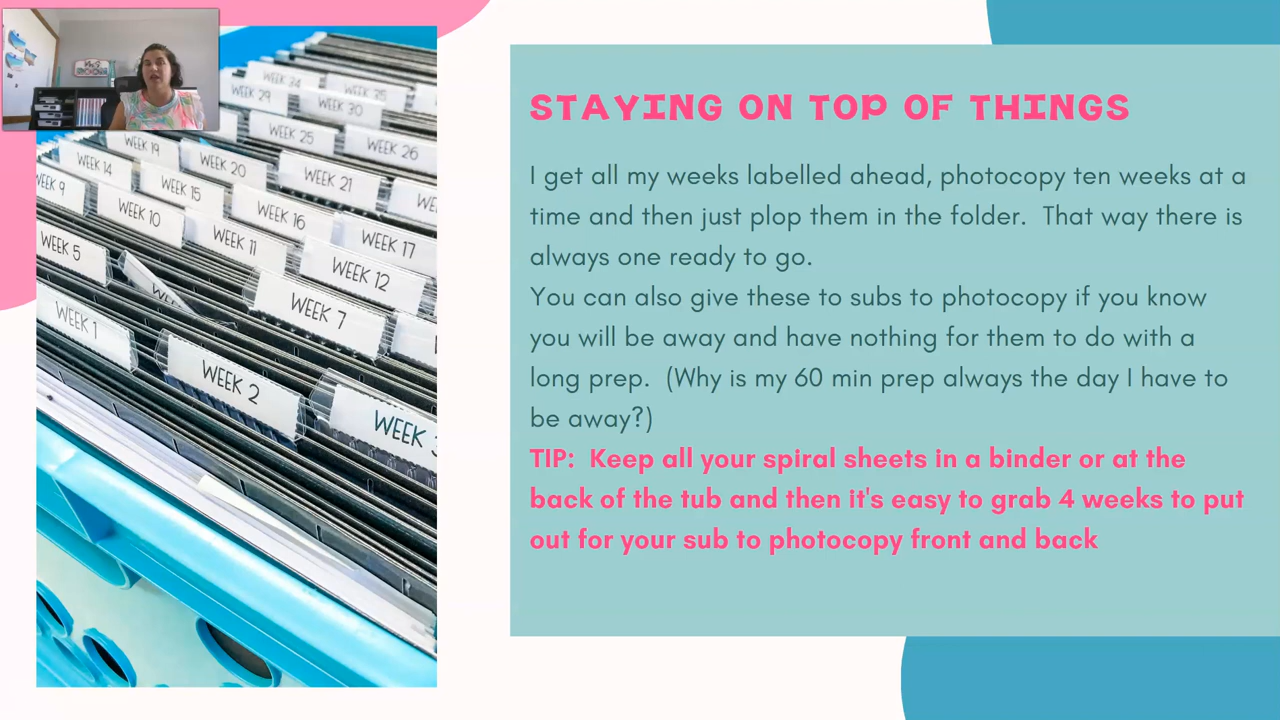 STAYING ON TOP OF THINGS
I get all my weeks labelled ahead, photocopy ten weeks at a
time and then just plop them in the folder.  That way there is
always one ready to go.
You can also give these to subs to photocopy if you know
you will be away and have nothing for them to do with a
long prep.  (Why is my 60 min prep always the day I have to
be away?)
TIP:  Keep all your spiral sheets in a binder or at the
back of the tub and then it's easy to grab 4 weeks to put
out for your sub to photocopy front and back
WEEK 34
WEEK 35
WEEK 29
WEEK 30
WEEK 25
WEEK 26
WEEK 19
WEEK 20
WEEK 21
WEEK 14
WEEK 15
WEEK 16
WEEK 17
WEEK 9
WEEK 10
WEEK 11
WEEK 12
WEEK 5
WEEK 7
WEEK 1
WEEK 2
WEEK